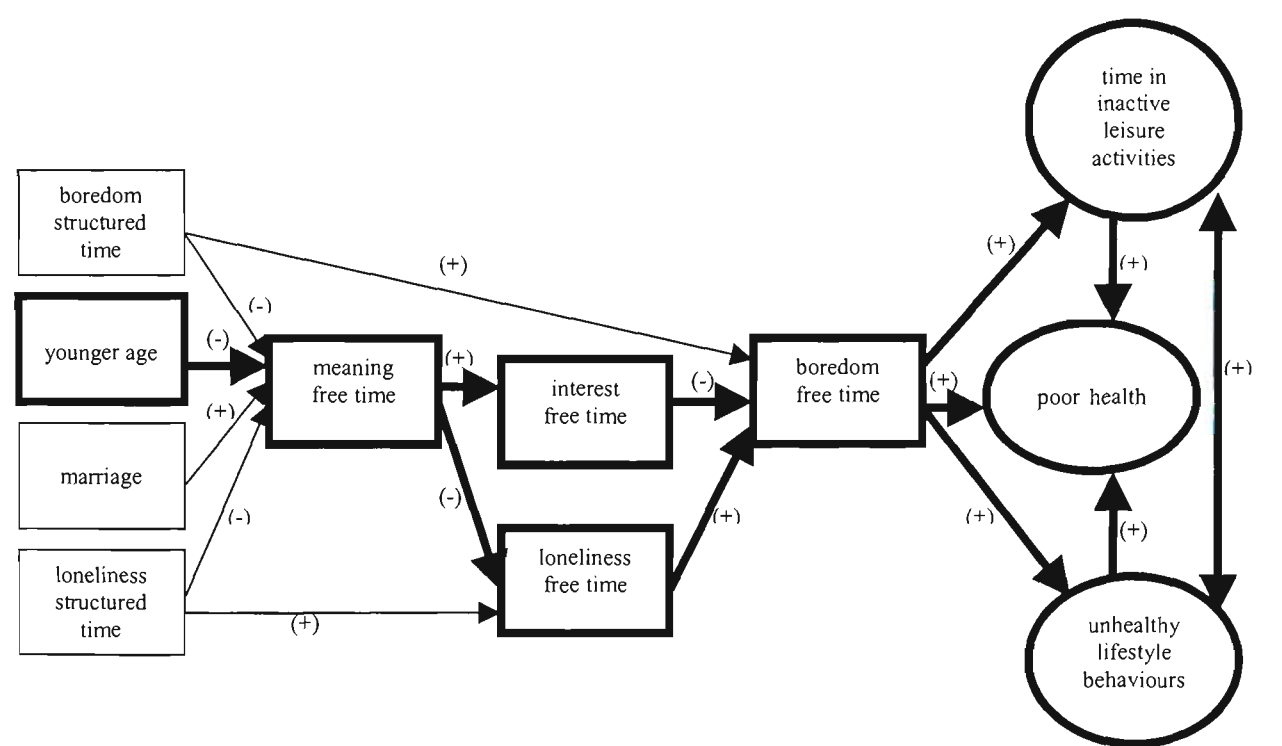 time in
inactive
leisure
activities
boredom
structured
time
(+)
(+)
(+)
(-)
younger age
(-)
meaning
free time
(+)
interest
free time
(-)
boredom
free time
(+)
poor health
(+)
(+)
marriage
(-)
(-)
(+)
(+)
(+)
loneliness
structured
time
(+)
loneliness
free time
unhealthy
lifestyle
behaviours